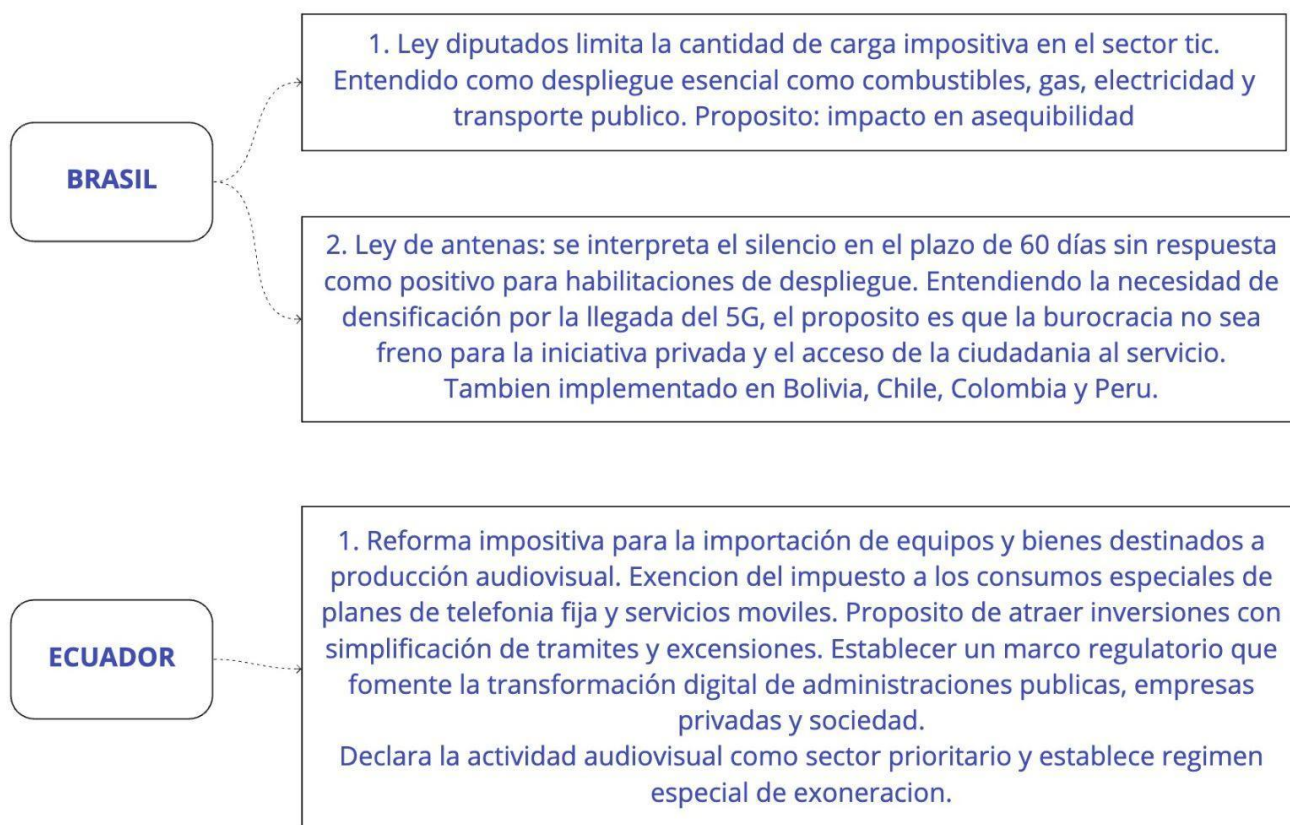 BRASIL
1. Ley diputados limita la cantidad de carga impositiva en el sector tic.
Entendido como despliegue esencial como combustibles, gas, electricidad y
transporte publico. Proposito: impacto en asequibilidad
2. Ley de antenas: se interpreta el silencio en el plazo de 60 días sin respuesta
como positivo para habilitaciones de despliegue. Entendiendo la necesidad de
densificación por la llegada del 5G, el proposito es que la burocracia no sea
freno para la iniciativa privada y el acceso de la ciudadania al servicio.
Tambien implementado en Bolivia, Chile, Colombia y Peru.
ECUADOR
1. Reforma impositiva para la importación de equipos y bienes destinados a
producción audiovisual. Exencion del impuesto a los consumos especiales de
planes de telefonia fija y servicios moviles. Proposito de atraer inversiones con
simplificación de tramites y excensiones. Establecer un marco regulatorio que
fomente la transformación digital de administraciones publicas, empresas
privadas y sociedad.
Declara la actividad audiovisual como sector prioritario y establece regimen
especial de exoneracion.